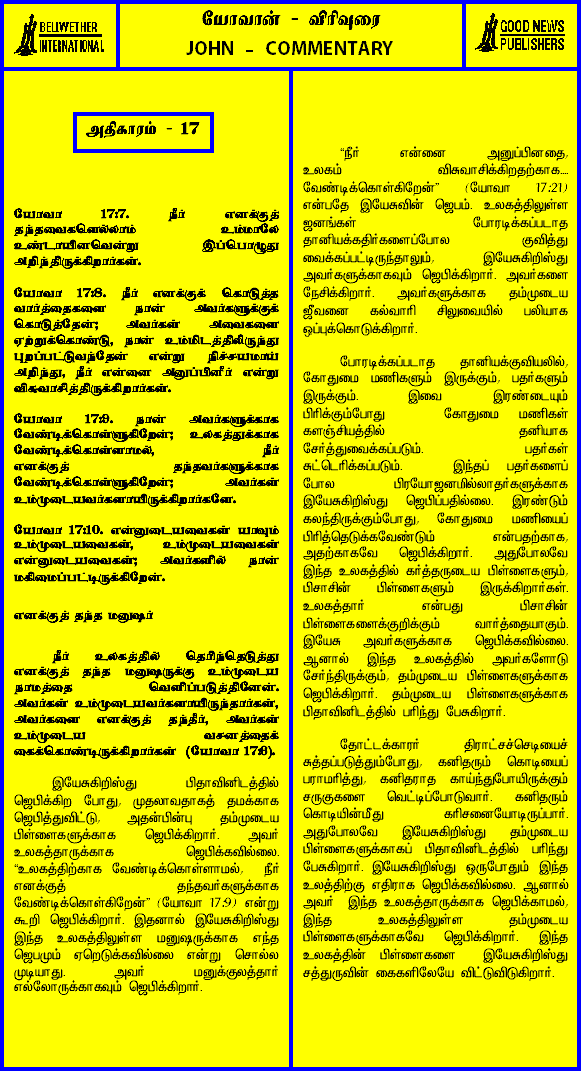 BELLWETHER
INTERNATIONAL
யோவான் - விரிவுரை
JOHN - COMMENTARY
GOOD NEWS
PUBLISHERS
அதிகாரம் - 17
யோவா 17:7. நீர் எனக்குத்
தந்தவைகளெல்லாம் உம்மாலே
உண்டாயினவென்று இப்பொழுது
அறிந்திருக்கிறார்கள்.
யோவா 17:8. நீர் எனக்குக் கொடுத்த
வார்த்தைகளை நான் அவர்களுக்குக்
கொடுத்தேன்; அவர்கள் அவைகளை
ஏற்றுக்கொண்டு, நான் உம்மிடத்திலிருந்து
புறப்பட்டுவந்தேன் என்று நிச்சயமாய்
அறிந்து, நீர் என்னை அனுப்பினீர் என்று
விசுவாசித்திருக்கிறார்கள்.
யோவா 17:9. நான் அவர்களுக்காக
வேண்டிக்கொள்ளுகிறேன்; உலகத்துக்காக
வேண்டிக்கொள்ளாமல், நீர்
எனக்குத் தந்தவர்களுக்காக
வேண்டிக்கொள்ளுகிறேன்; அவர்கள்
உம்முடையவர்களாயிருக்கிறார்களே.
யோவா 17:10. என்னுடையவைகள் யாவும்
உம்முடையவைகள், உம்முடையவைகள்
என்னுடையவைகள்; அவர்களில் நான்
மகிமைப்பட்டிருக்கிறேன்.
எனக்குத் தந்த மனுஷர்
நீர் உலகத்தில் தெரிந்தெடுத்து
எனக்குத் தந்த மனுஷருக்கு உம்முடைய
நாமத்தை வெளிப்படுத்தினேன்.
அவர்கள் உம்முடையவர்களாயிருந்தார்கள்,
அவர்களை எனக்குத் தந்தீர், அவர்கள்
உம்முடைய வசனத்தைக்
கைக்கொண்டிருக்கிறார்கள் (யோவா 17:6).
இயேசுகிறிஸ்து பிதாவினிடத்தில்
ஜெபிக்கிற போது, முதலாவதாகத் தமக்காக
ஜெபித்துவிட்டு, அதன்பின்பு தம்முடைய
பிள்ளைகளுக்காக ஜெபிக்கிறார். அவர்
உலகத்தாருக்காக ஜெபிக்கவில்லை.
“உலகத்திற்காக வேண்டிக்கொள்ளாமல், நீர்
எனக்குத் தந்தவர்களுக்காக
வேண்டிக்கொள்கிறேன்” (யோவா 17:9) என்று
கூறி ஜெபிக்கிறார். இதனால் இயேசுகிறிஸ்து
இந்த உலகத்திலுள்ள மனுஷருக்காக எந்த
ஜெபமும் ஏறெடுக்கவில்லை என்று சொல்ல
முடியாது. அவர் மனுக்குலத்தார்
எல்லோருக்காகவும் ஜெபிக்கிறார்.
“நீர் என்னை அனுப்பினதை,
உலகம் விசுவாசிக்கிறதற்காக....
வேண்டிக்கொள்கிறேன்” (யோவா 17:21)
என்பதே இயேசுவின் ஜெபம். உலகத்திலுள்ள
ஜனங்கள் போரடிக்கப்படாத
தானியக்கதிர்களைப்போல குவித்து
வைக்கப்பட்டிருந்தாலும், இயேசுகிறிஸ்து
அவர்களுக்காகவும் ஜெபிக்கிறார். அவர்களை
நேசிக்கிறார். அவர்களுக்காக தம்முடைய
ஜீவனை கல்வாரி சிலுவையில் பலியாக
ஒப்புக்கொடுக்கிறார்.
போரடிக்கப்படாத தானியக்குவியலில்,
கோதுமை மணிகளும் இருக்கும், பதர்களும்
இருக்கும். இவை இரண்டையும்
பிரிக்கும்போது கோதுமை மணிகள்
களஞ்சியத்தில் தனியாக
சேர்த்துவைக்கப்படும். பதர்கள்
சுட்டெரிக்கப்படும். இந்தப் பதர்களைப்
போல பிரயோஜனமில்லாதர்களுக்காக
இயேசுகிறிஸ்து ஜெபிப்பதில்லை. இரண்டும்
கலந்திருக்கும்போது, கோதுமை மணியைப்
பிரித்தெடுக்கவேண்டும் என்பதற்காக,
அதற்காகவே ஜெபிக்கிறார். அதுபோலவே
இந்த உலகத்தில் கர்த்தருடைய பிள்ளைகளும்,
பிசாசின் பிள்ளைகளும் இருக்கிறார்கள்.
உலகத்தார் என்பது பிசாசின்
பிள்ளைகளைக்குறிக்கும் வார்த்தையாகும்.
இயேசு அவர்களுக்காக ஜெபிக்கவில்லை.
ஆனால் இந்த உலகத்தில் அவர்களோடு
சேர்ந்திருக்கும், தம்முடைய பிள்ளைகளுக்காக
ஜெபிக்கிறார். தம்முடைய பிள்ளைகளுக்காக
பிதாவினிடத்தில் பரிந்து பேசுகிறார்.
தோட்டக்காரர் திராட்சச்செடியைச்
சுத்தப்படுத்தும்போது, கனிதரும் கொடியைப்
பராமரித்து, கனிதராத காய்ந்துபோயிருக்கும்
சருகுகளை வெட்டிப்போடுவார். கனிதரும்
கொடியின்மீது கரிசனையோடிருப்பார்.
அதுபோலவே இயேசுகிறிஸ்து தம்முடைய
பிள்ளைகளுக்காகப் பிதாவினிடத்தில் பரிந்து
பேசுகிறார். இயேசுகிறிஸ்து ஒருபோதும் இந்த
உலகத்திற்கு எதிராக ஜெபிக்கவில்லை. ஆனால்
அவர் இந்த உலகத்தாருக்காக ஜெபிக்காமல்,
இந்த உலகத்திலுள்ள தம்முடைய
பிள்ளைகளுக்காகவே ஜெபிக்கிறார். இந்த
உலகத்தின் பிள்ளைகளை இயேசுகிறிஸ்து
சத்துருவின் கைகளிலேயே விட்டுவிடுகிறார்.